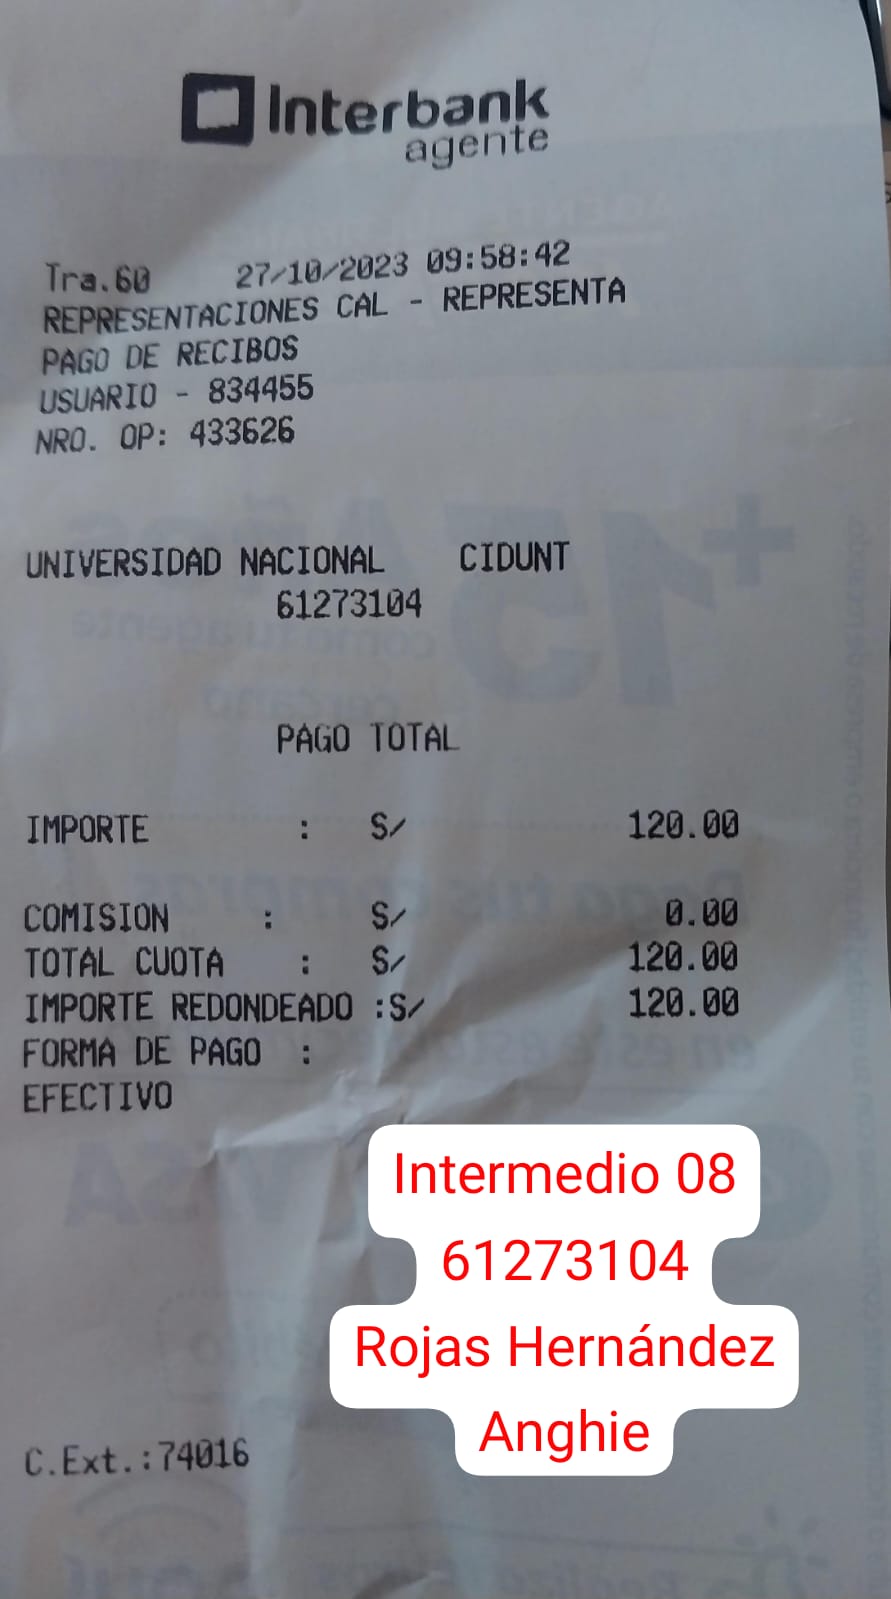 Interbank
agente
Tra.60 27/10/2023 09:58:42
REPRESENTACIONES CAL - REPRESENTA
PAGO DE RECIBOS
USUARIO - 834455
NRO. OP: 433626
UNIVERSIDAD NACIONAL CIDUNT
61273104
PAGO TOTAL
IMPORTE : S/ 120.00
COMISION : S/ 0.00
TOTAL CUOTA : S/ 120.00
IMPORTE REDONDEADO :S/ 120.00
FORMA DE PAGO :
EFECTIVO
Intermedio 08
61273104
Rojas Hernández
Anghie
C.Ext.:74016